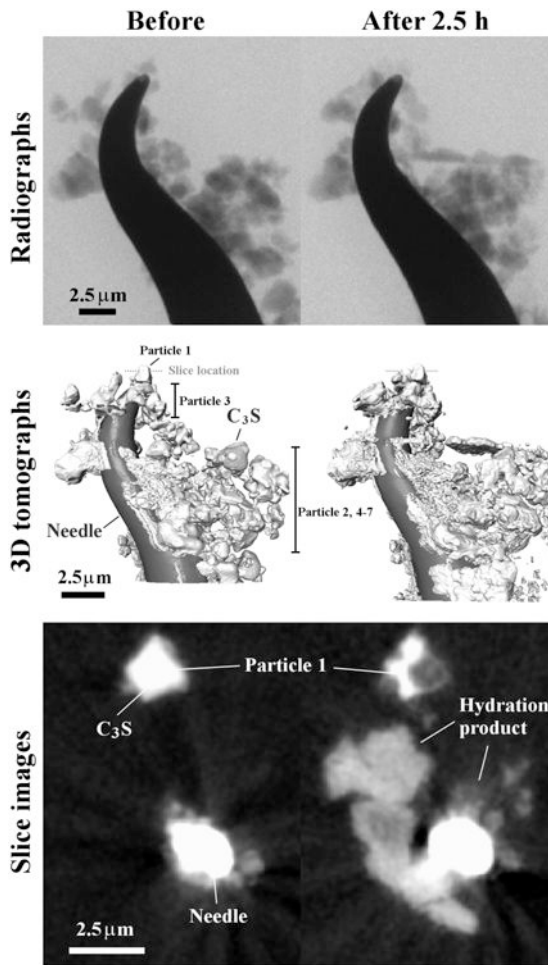 Before
After 2.5 h
Radiographs
2.5 μm
3D tomographs
Particle 1
Slice location
Particle 3
C₃S
Particle 2, 4-7
Needle
2.5μm
Slice images
Particle 1
C₃S
Hydration
product
Needle
2.5μm